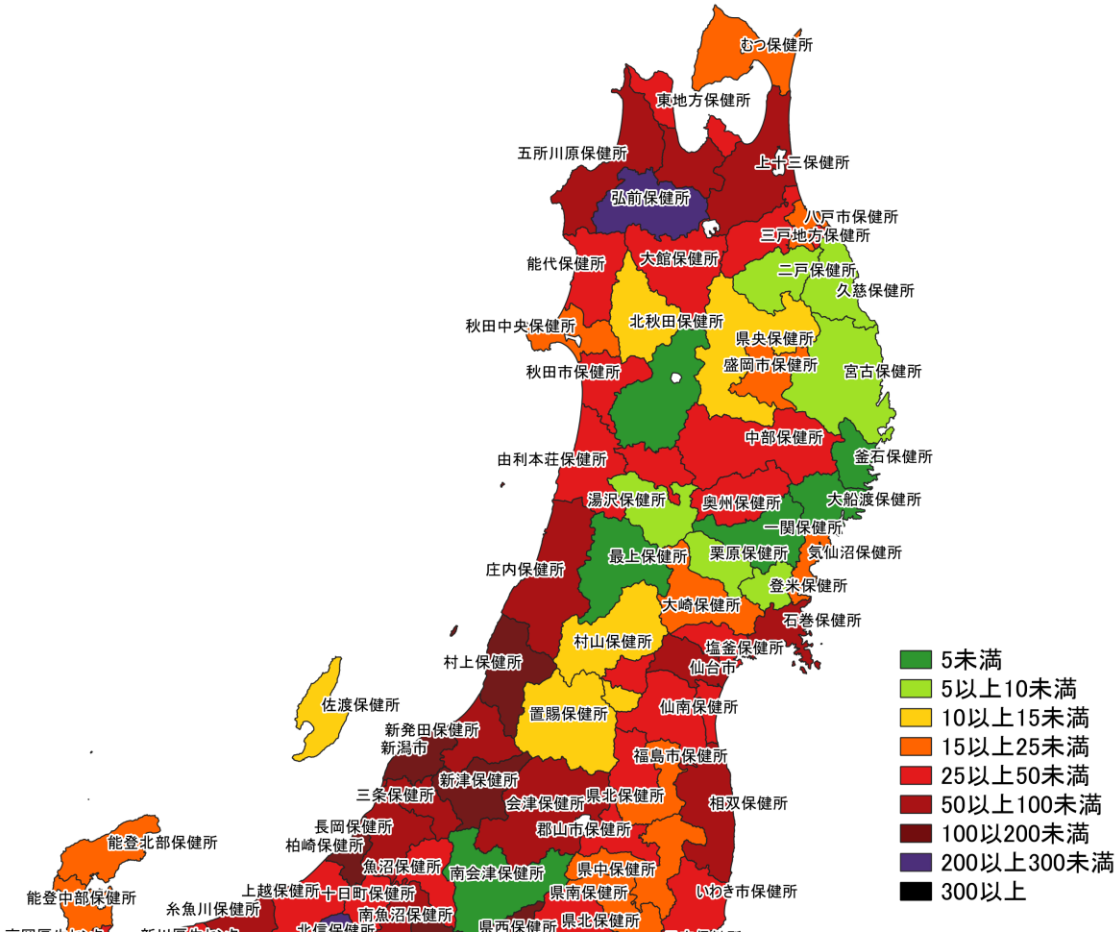 むつ保健所
東地方保健所
五所川原保健所
上十三保健所
弘前保健所
八戸市保健所
三戸地方保健所
能代保健所
大館保健所
二戸保健所
久慈保健所
秋田中央保健所
北秋田保健所
県央保健所
盛岡市保健所
秋田市保健所
宮古保健所
中部保健所
由利本荘保健所
釜石保健所
湯沢保健所
奥州保健所
大船渡保健所
一関保健所
最上保健所
栗原保健所
気仙沼保健所
庄内保健所
登米保健所
大崎保健所
石巻保健所
村山保健所
塩釜保健所
村上保健所
仙台市
佐渡保健所
置賜保健所
仙南保健所
新発田保健所
新潟市
福島市保健所
新津保健所
三条保健所
会津保健所
県北保健所
相双保健所
長岡保健所
郡山市保健所
柏崎保健所
能登北部保健所
魚沼保健所
南会津保健所
県中保健所
能登中部保健所
上越保健所
十日町保健所
県南保健所
いわき市保健所
糸魚川保健所
南魚沼保健所
県北保健所
県西保健所
北信保健所
5未満
5以上10未満
10以上15未満
15以上25未満
25以上50未満
50以上100未満
100以200未満
200以上300未満
300以上